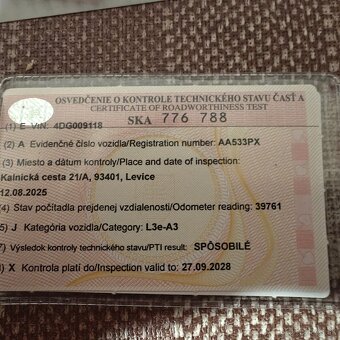 OSVEDČENIE O KONTROLE TECHNICKÉHO STAVU ČASŤ A
CERTIFICATE OF ROADWORTHINESS TEST
SKA 776 788
(1) E VIN: 4DG009118
(2) A Evidenčné číslo vozidla/Registration number: AA533PX
(3) Miesto a dátum kontroly/Place and date of inspection:
Kalnická cesta 21/A, 93401, Levice
12.08.2025
(4) Stav počítadla prejdenej vzdialenosti/Odometer reading: 39761
5) J Kategória vozidla/Category: L3e-A3
7) Výsledok kontroly technického stavu/PTI result: SPÔSOBILÉ
) X Kontrola platí do/Inspection valid to: 27.09.2028